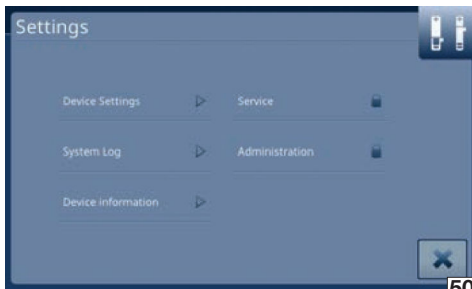 Settings
Device Settings
Service
System Log
Administration
Device information
50